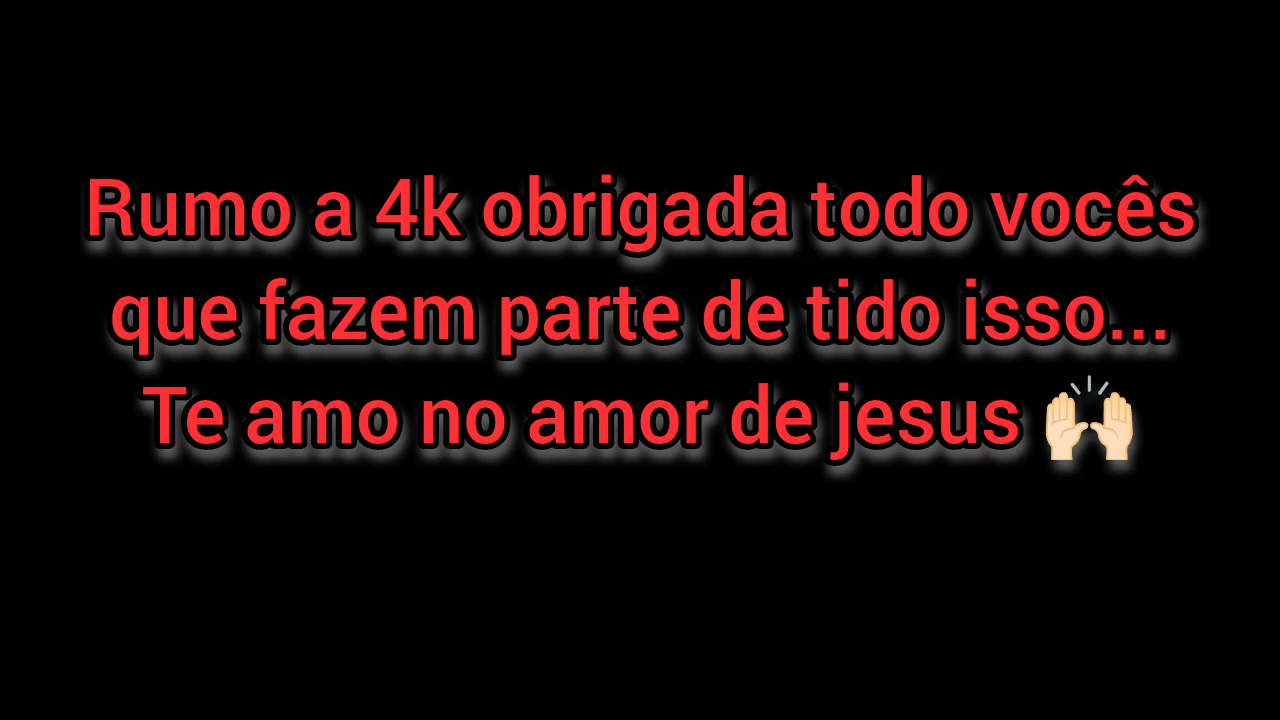 Rumo a 4k obrigada todo vocês
que fazem parte de tido isso...
Te amo no amor de jesus 🙌🏻